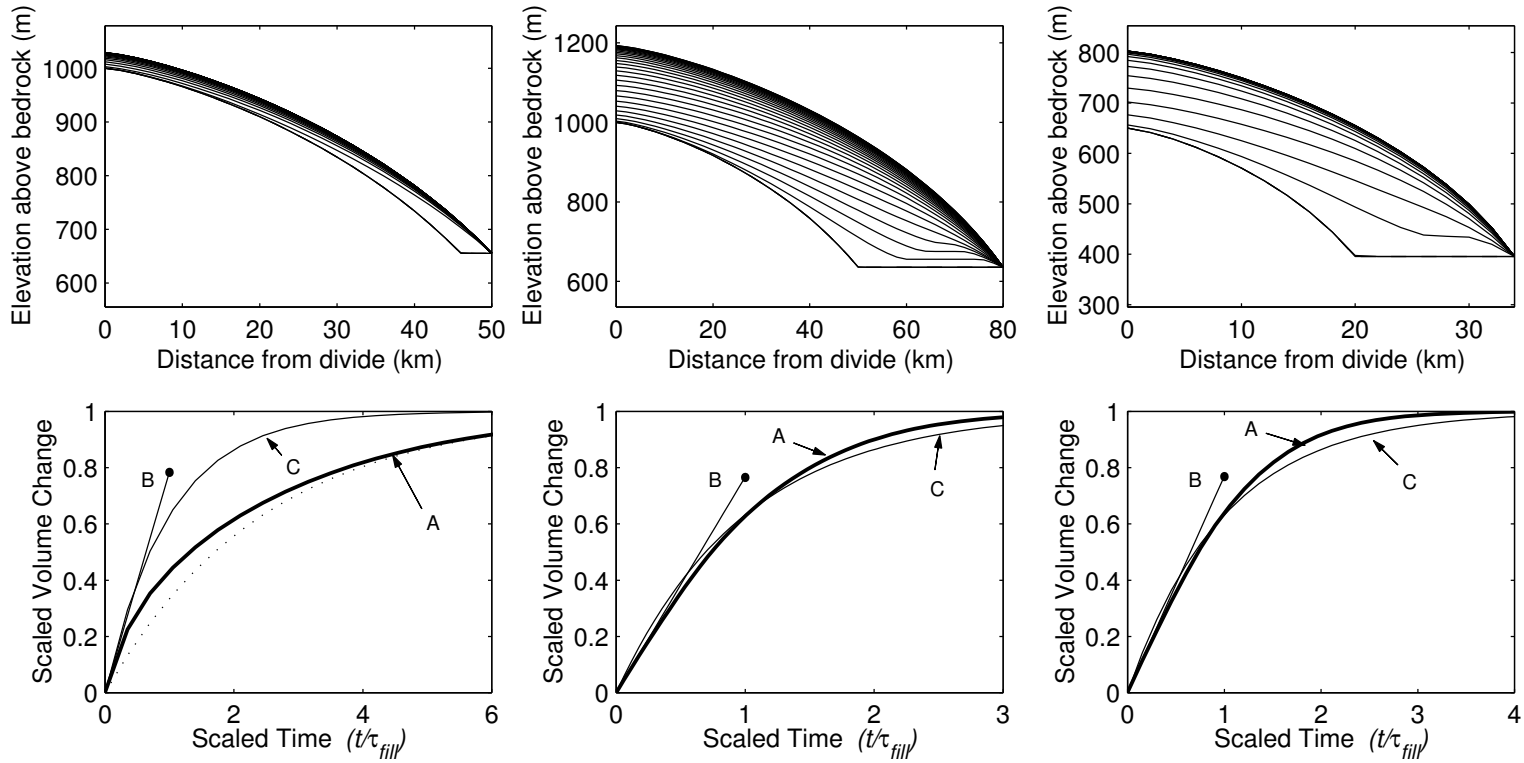 Elevation above bedrock (m)
1000
900
800
700
600
0 10 20 30 40 50
Distance from divide (km)
Elevation above bedrock (m)
1200
1000
800
600
0 20 40 60 80
Distance from divide (km)
Elevation above bedrock (m)
800
700
600
500
400
300
0 10 20 30
Distance from divide (km)
Scaled Volume Change
1
0.8
0.6
0.4
0.2
0
B
C
A
0 2 4 6
Scaled Time (t/τfill)
Scaled Volume Change
1
0.8
0.6
0.4
0.2
0
A
B
C
0 1 2 3
Scaled Time (t/τfill)
Scaled Volume Change
1
0.8
0.6
0.4
0.2
0
A
B
C
0 1 2 3 4
Scaled Time (t/τfill)